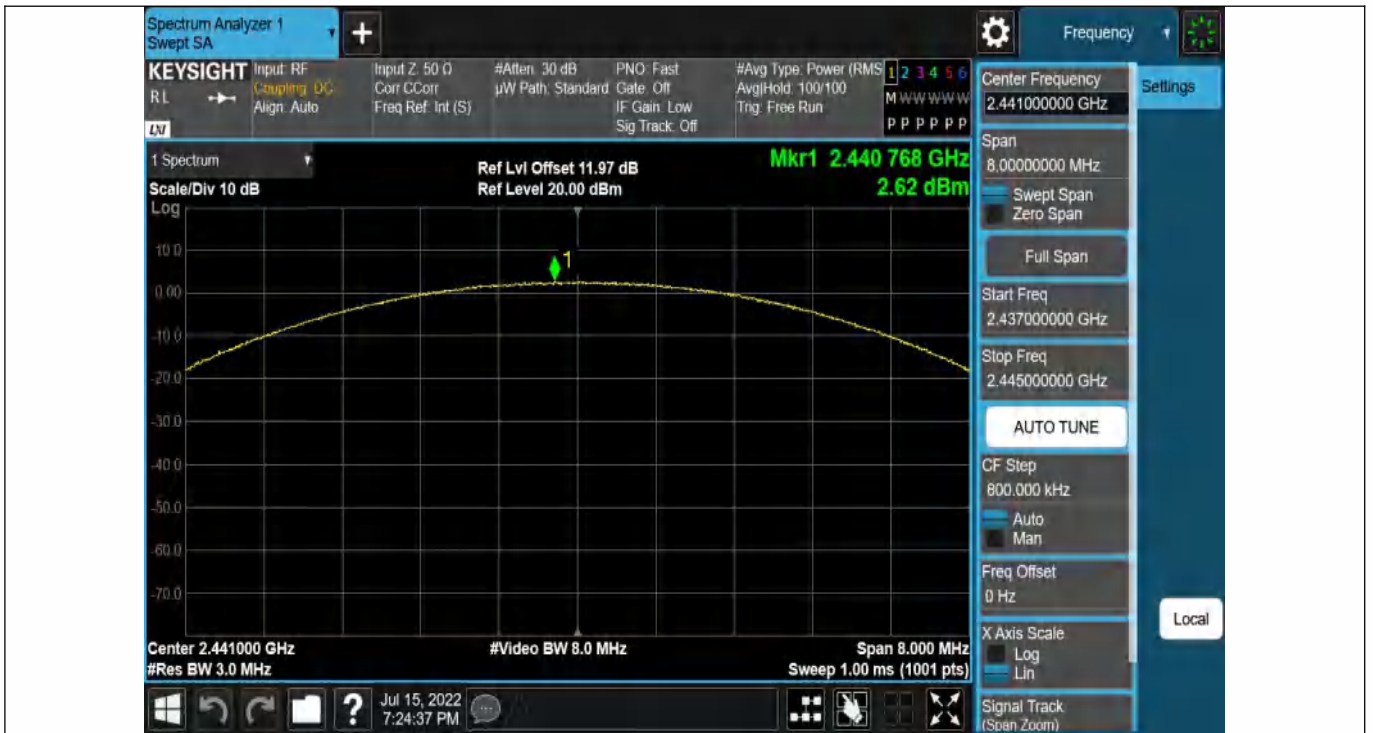 Spectrum Analyzer 1
Swept SA
+
Frequency
KEYSIGHT
RL
LXI
Input: RF
Coupling: DC
Align: Auto
Input Z: 50 Ω
Corr CCorr
Freq Ref: Int (S)
#Atten: 30 dB
µW Path: Standard
PNO: Fast
Gate: Off
IF Gain: Low
Sig Track: Off
#Avg Type: Power (RMS
Avg|Hold: 100/100
Trig: Free Run
1 2 3 4 5 6
M W W W W W
P P P P P P
1 Spectrum
Scale/Div 10 dB
Ref Lvl Offset 11.97 dB
Ref Level 20.00 dBm
Mkr1 2.440 768 GHz
2.62 dBm
Log
10.0
0.00
-10.0
-20.0
-30.0
-40.0
-50.0
-60.0
-70.0
1
Center 2.441000 GHz
#Video BW 8.0 MHz
Span 8.000 MHz
#Res BW 3.0 MHz
Sweep 1.00 ms (1001 pts)
?
Jul 15, 2022
7:24:37 PM
Center Frequency
2.441000000 GHz
Settings
Span
8.00000000 MHz
Swept Span
Zero Span
Full Span
Start Freq
2.437000000 GHz
Stop Freq
2.445000000 GHz
AUTO TUNE
CF Step
800.000 kHz
Auto
Man
Freq Offset
0 Hz
X Axis Scale
Log
Lin
Local
Signal Track
(Span Zoom)